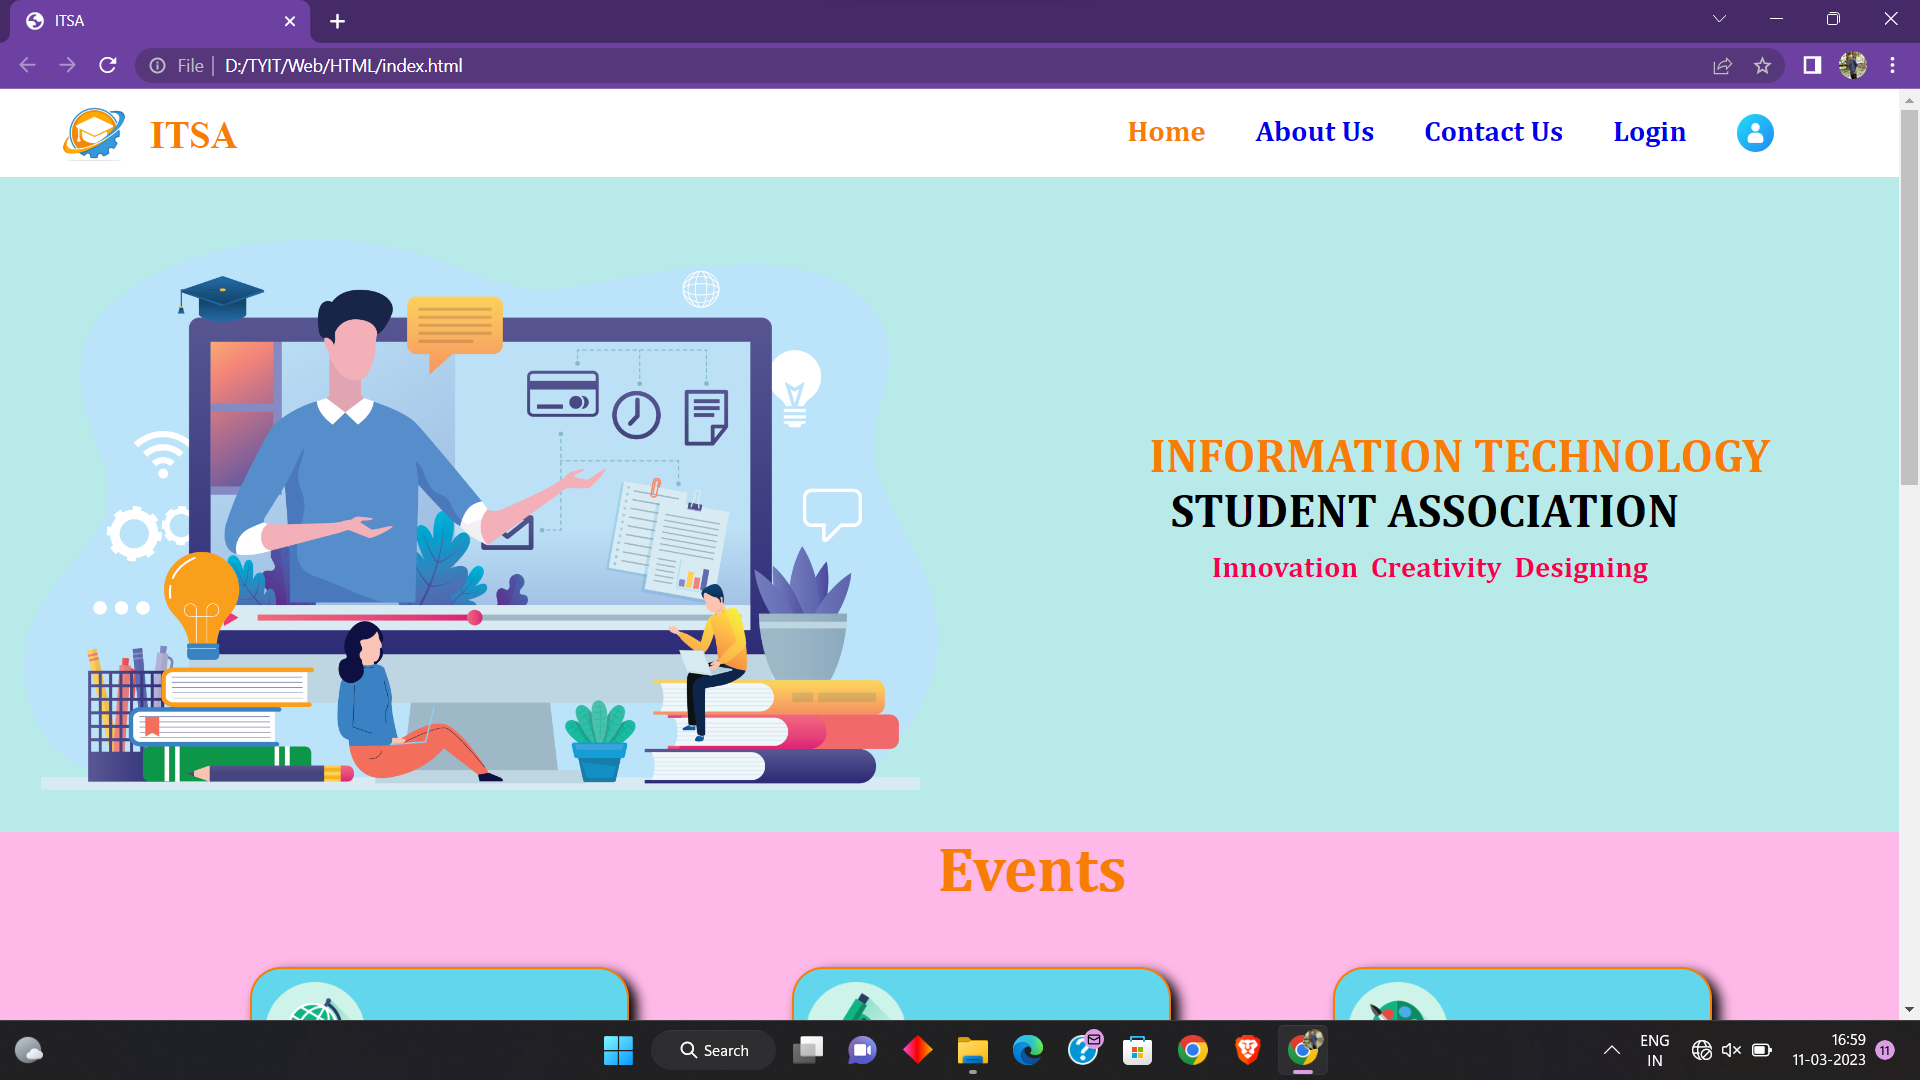 ITSA
File
D:/TYIT/Web/HTML/index.html
ITSA
Home About Us Contact Us Login
INFORMATION TECHNOLOGY
STUDENT ASSOCIATION
Innovation Creativity Designing
Events
Search
ENG
IN
16:59
11-03-2023
11